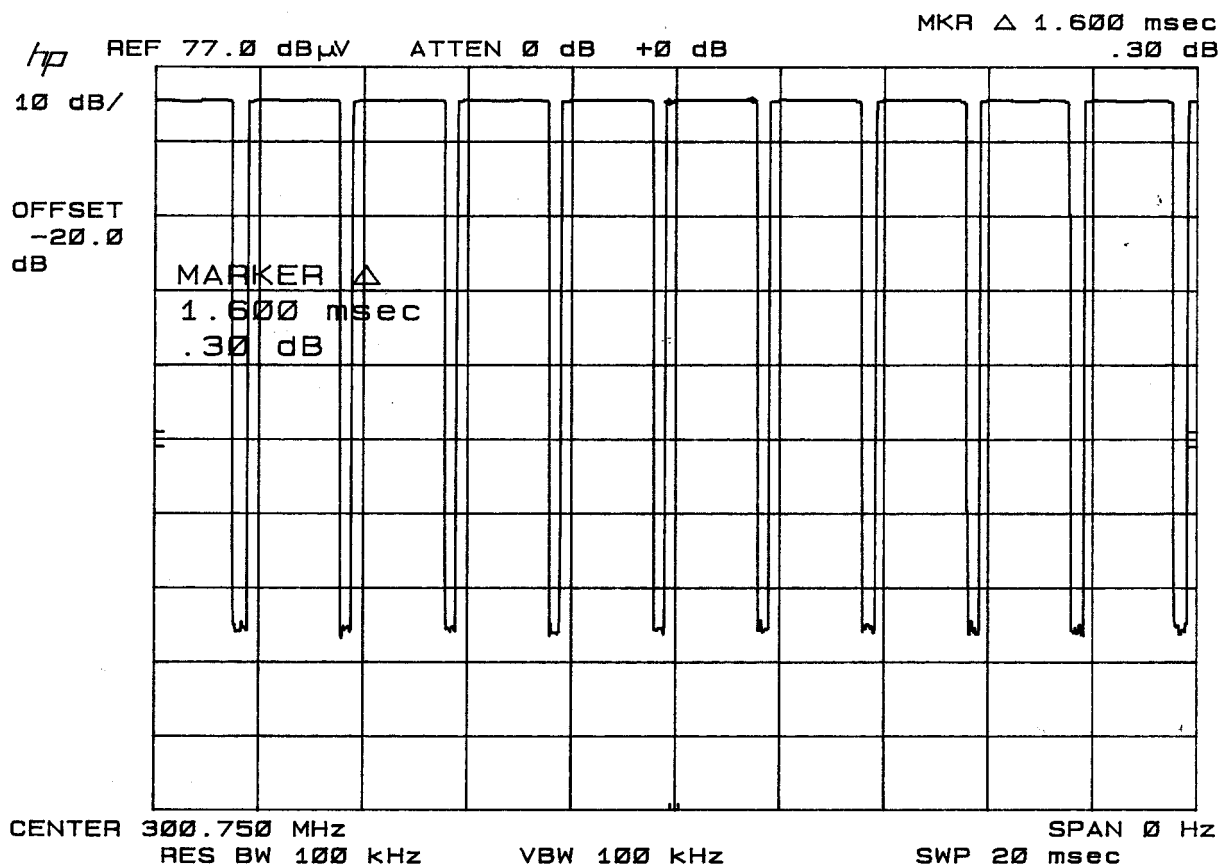 MKR △ 1.600 msec
hp REF 77.0 dBµV ATTEN 0 dB +0 dB .30 dB
10 dB/
OFFSET
-20.0
dB
MARKER △
1.600 msec
.30 dB
CENTER 300.750 MHz SPAN 0 Hz
RES BW 100 kHz VBW 100 kHz SWP 20 msec